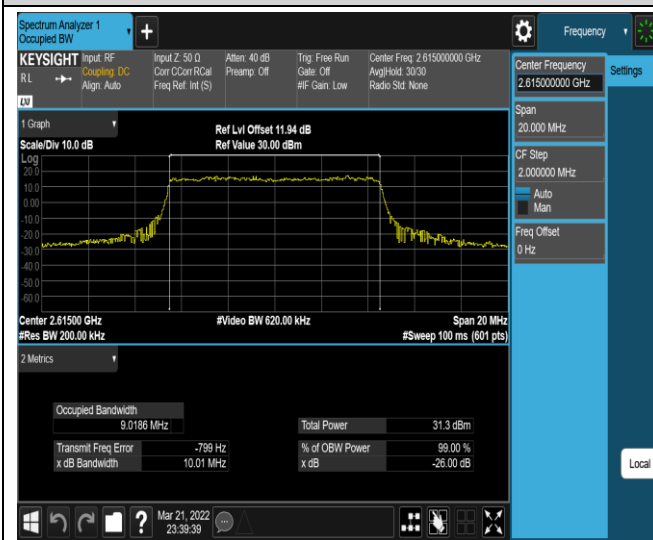 Spectrum Analyzer 1
Occupied BW
Frequency
KEYSIGHT
RL
LXI
Input: RF
Coupling: DC
Align: Auto
Input Z: 50 Ω
Corr CCorr RCal
Freq Ref: Int (S)
Atten: 40 dB
Preamp: Off
Trig: Free Run
Gate: Off
#IF Gain: Low
Center Freq: 2.615000000 GHz
Avg|Hold: 30/30
Radio Std: None
Center Frequency
2.615000000 GHz
Settings
Span
20.000 MHz
CF Step
2.000000 MHz
Auto
Man
Freq Offset
0 Hz
1 Graph
Scale/Div 10.0 dB
Ref Lvl Offset 11.94 dB
Ref Value 30.00 dBm
Log
20.0
10.0
0.00
-10.0
-20.0
-30.0
-50.0
-60.0
Center 2.61500 GHz
#Video BW 620.00 kHz
Span 20 MHz
#Res BW 200.00 kHz
#Sweep 100 ms (601 pts)
2 Metrics
Occupied Bandwidth
9.0186 MHz
Total Power 31.3 dBm
Transmit Freq Error -799 Hz
% of OBW Power 99.00 %
x dB Bandwidth 10.01 MHz
x dB -26.00 dB
Local
Mar 21, 2022
23:39:39